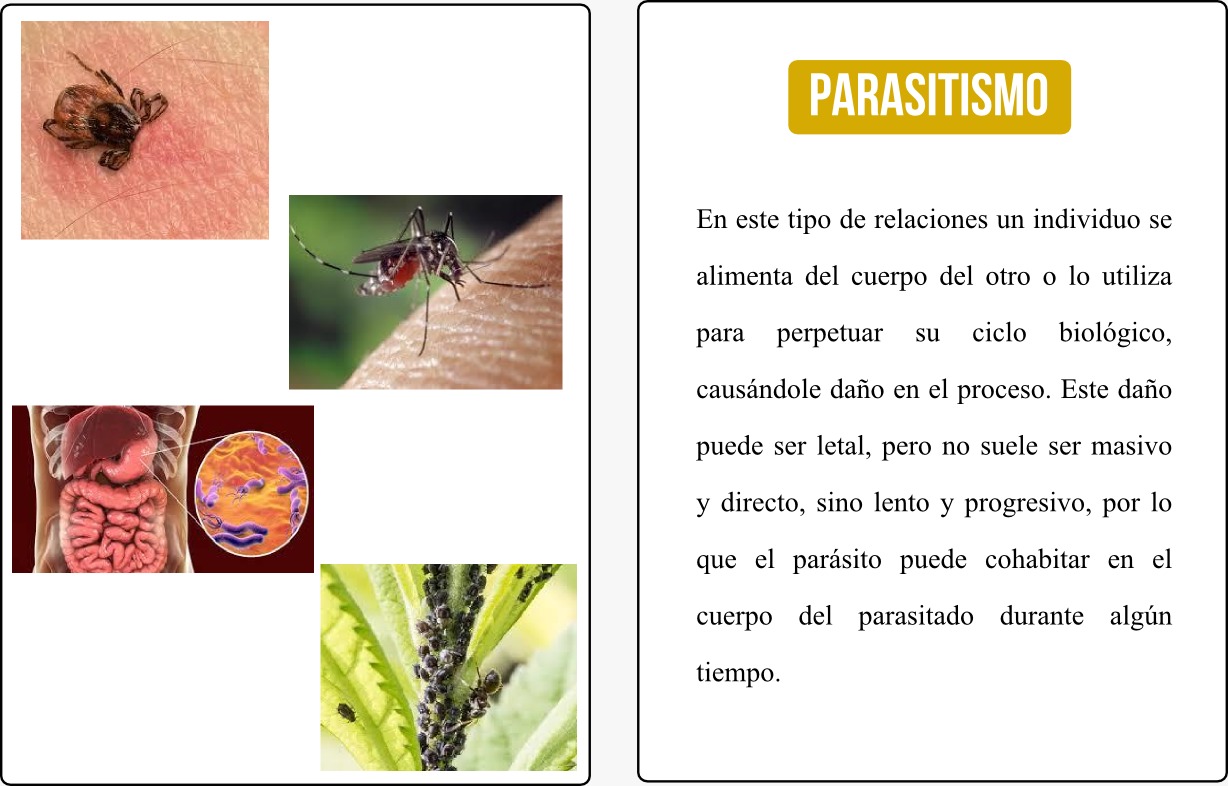 PARASITISMO
En este tipo de relaciones un individuo se
alimenta del cuerpo del otro o lo utiliza
para perpetuar su ciclo biológico,
causándole daño en el proceso. Este daño
puede ser letal, pero no suele ser masivo
y directo, sino lento y progresivo, por lo
que el parásito puede cohabitar en el
cuerpo del parasitado durante algún
tiempo.